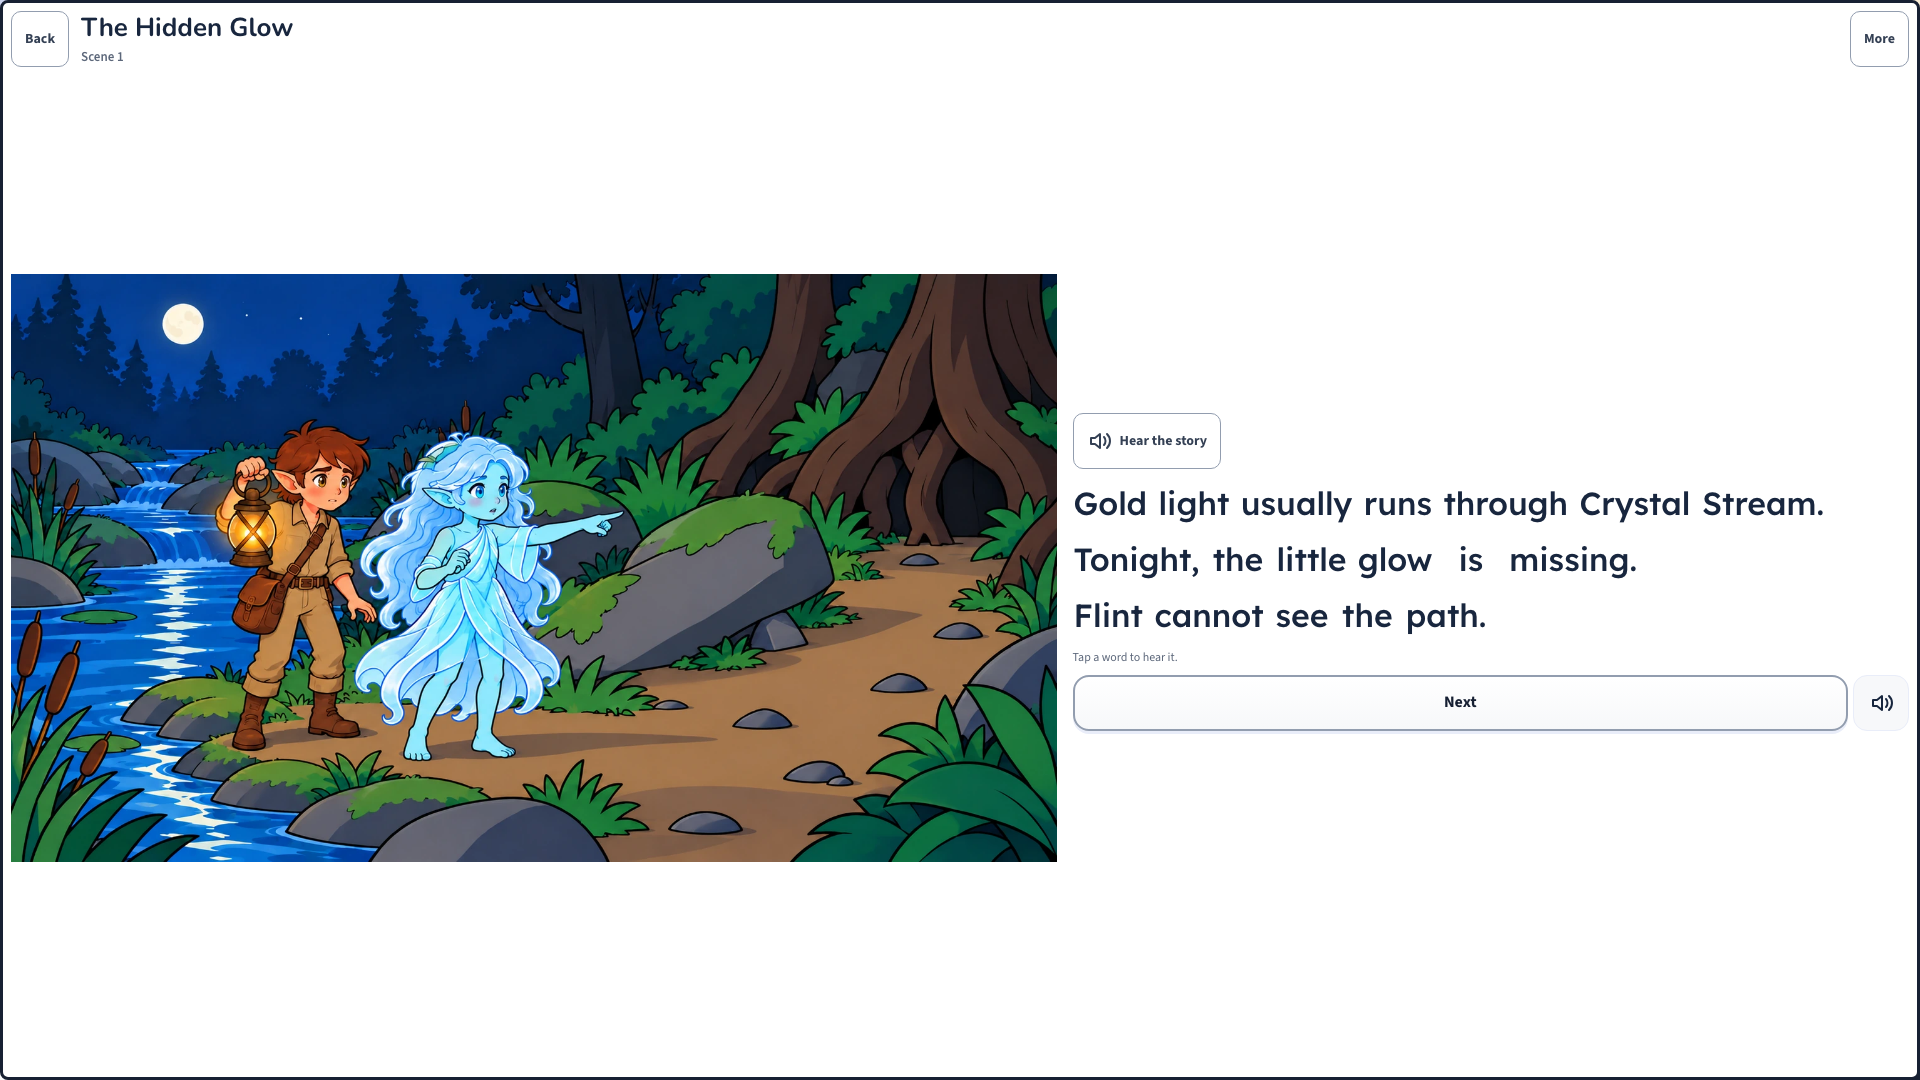 Back
The Hidden Glow
Scene 1
More
Hear the story
Gold light usually runs through Crystal Stream.
Tonight, the little glow is missing.
Flint cannot see the path.
Tap a word to hear it.
Next